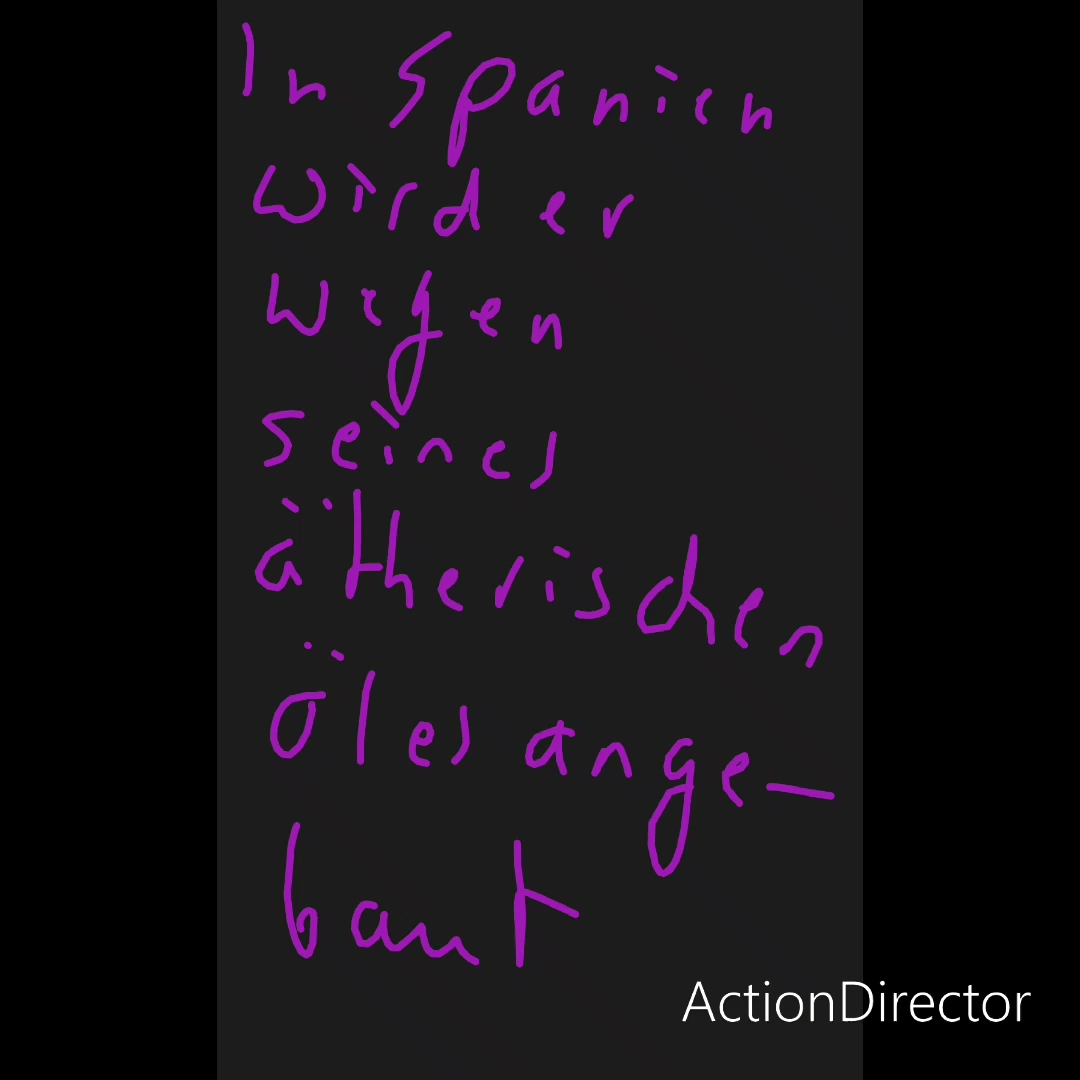 In Spanien
wird er
wegen
seines
ätherischen
öles ange-
baut
ActionDirector